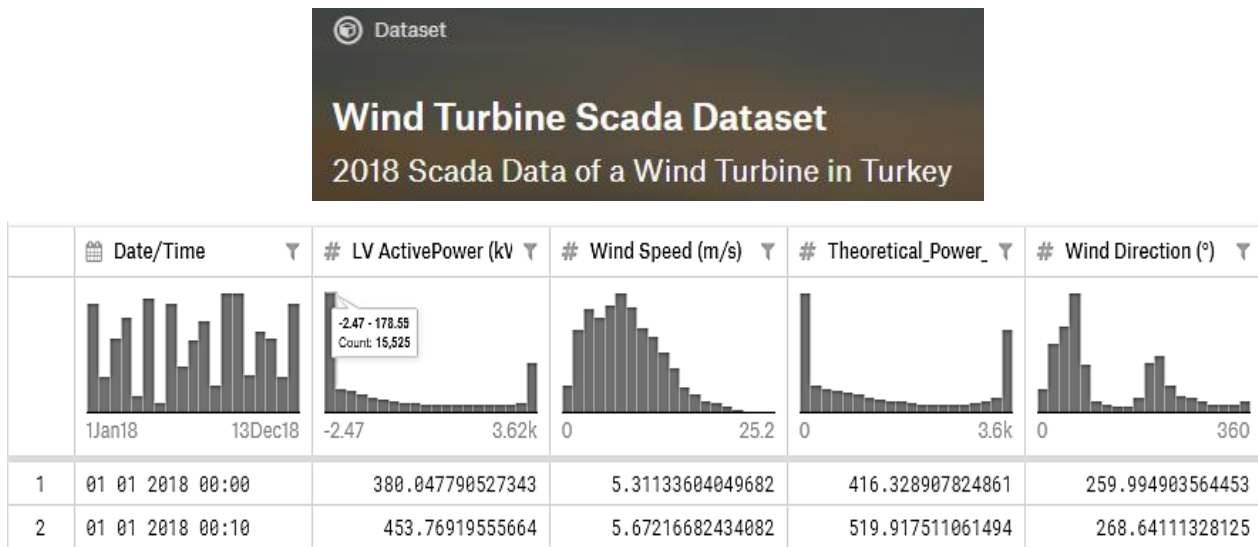 Dataset
Wind Turbine Scada Dataset
2018 Scada Data of a Wind Turbine in Turkey
Date/Time # LV ActivePower (kV # Wind Speed (m/s) # Theoretical_Power_ # Wind Direction (°)
-2.47 - 178.59
Count: 15,525
1Jan18 13Dec18 -2.47 3.62k 0 25.2 0 3.6k 0 360
1 01 01 2018 00:00 380.047790527343 5.31133604049682 416.328907824861 259.994903564453
2 01 01 2018 00:10 453.76919555664 5.67216682434082 519.917511061494 268.64111328125